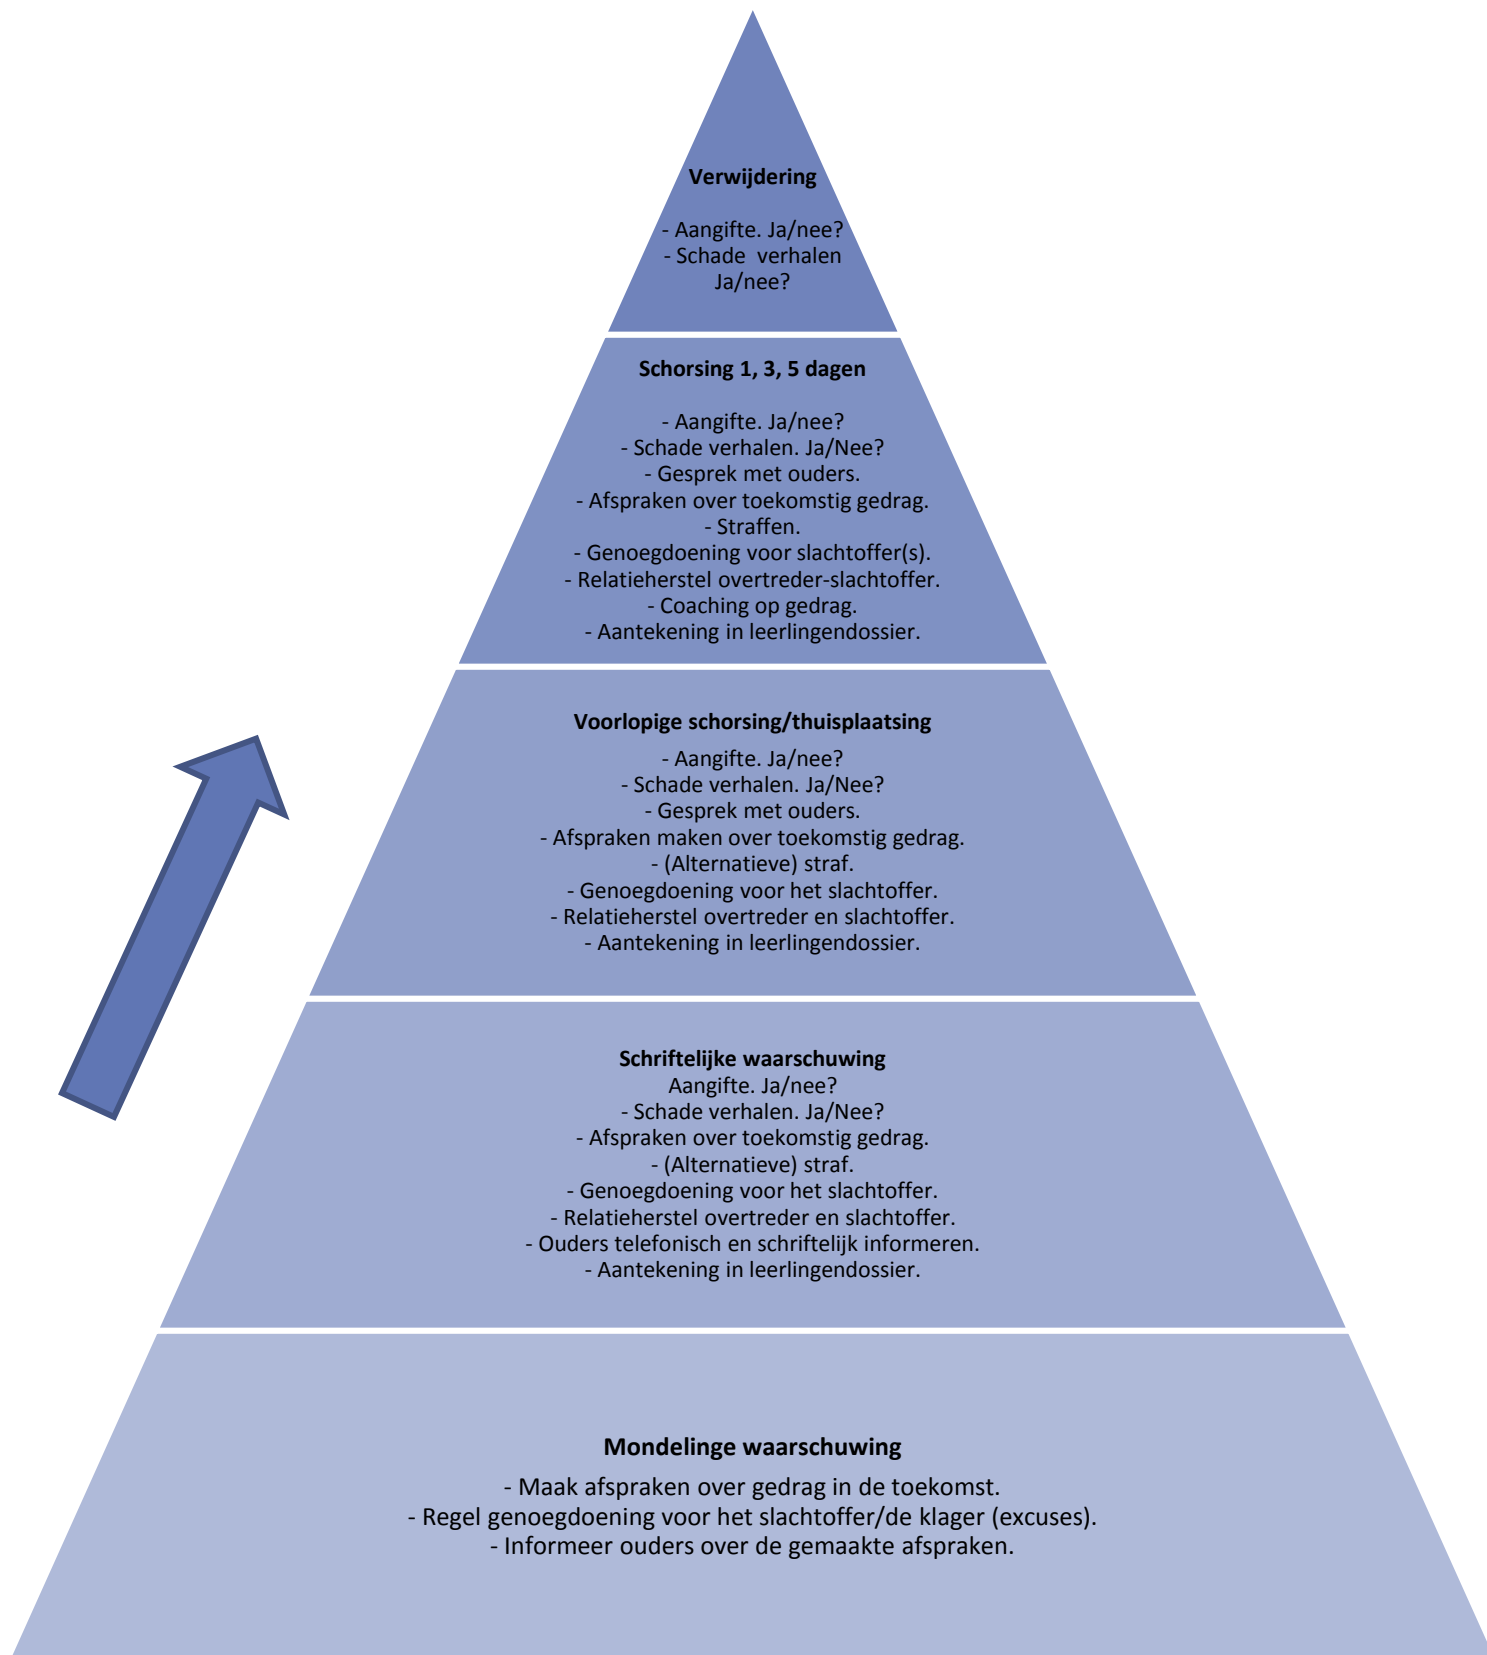 Verwijdering
- Aangifte. Ja/nee?
- Schade  verhalen
Ja/nee?
Schorsing 1, 3, 5 dagen
- Aangifte. Ja/nee?
- Schade verhalen. Ja/Nee?
- Gesprek met ouders.
- Afspraken over toekomstig gedrag.
- Straffen.
- Genoegdoening voor slachtoffer(s).
- Relatieherstel overtreder-slachtoffer.
- Coaching op gedrag.
- Aantekening in leerlingendossier.
Voorlopige schorsing/thuisplaatsing
- Aangifte. Ja/nee?
- Schade verhalen. Ja/Nee?
- Gesprek met ouders.
- Afspraken maken over toekomstig gedrag.
- (Alternatieve) straf.
- Genoegdoening voor het slachtoffer.
- Relatieherstel overtreder en slachtoffer.
- Aantekening in leerlingendossier.
Schriftelijke waarschuwing
Aangifte. Ja/nee?
- Schade verhalen. Ja/Nee?
- Afspraken over toekomstig gedrag.
- (Alternatieve) straf.
- Genoegdoening voor het slachtoffer.
- Relatieherstel overtreder en slachtoffer.
- Ouders telefonisch en schriftelijk informeren.
- Aantekening in leerlingendossier.
Mondelinge waarschuwing
- Maak afspraken over gedrag in de toekomst.
- Regel genoegdoening voor het slachtoffer/de klager (excuses).
- Informeer ouders over de gemaakte afspraken.